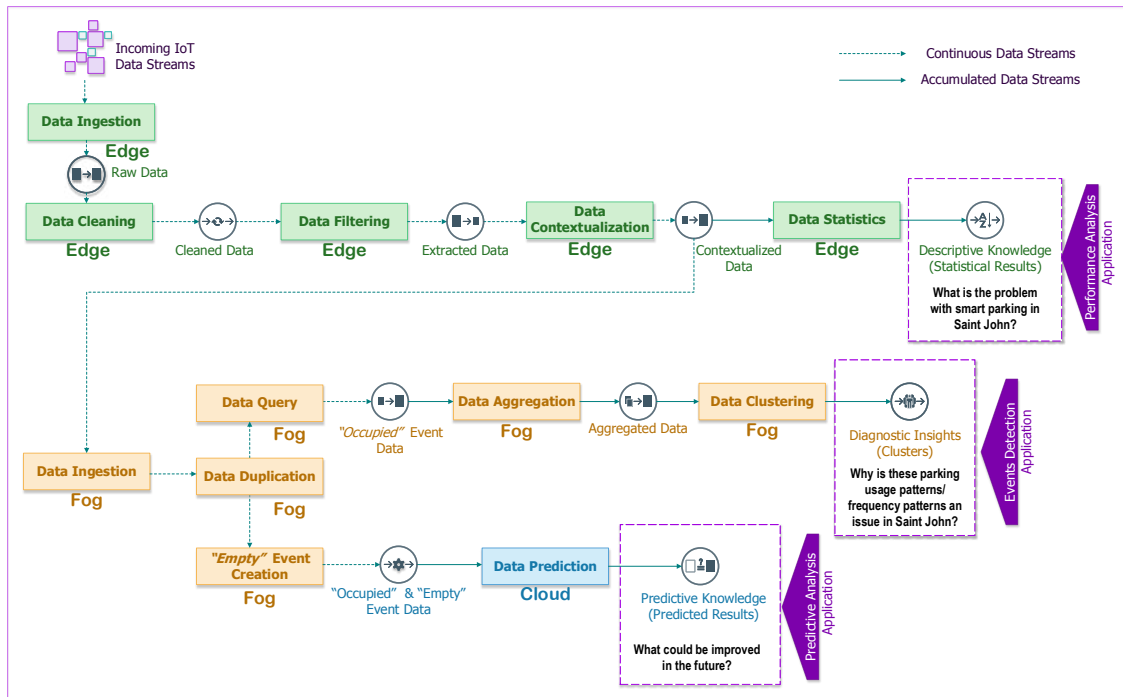 Incoming IoT
Data Streams
Continuous Data Streams
Accumulated Data Streams
Data Ingestion
Edge
Raw Data
Data Cleaning
Edge
Cleaned Data
Data Filtering
Edge
Extracted Data
Data
Contextualization
Edge
Contextualized
Data
Data Statistics
Edge
A
Z
Descriptive Knowledge
(Statistical Results)
What is the problem
with smart parking in
Saint John?
Performance Analysis
Application
Data Query
Fog
"Occupied" Event
Data
Data Aggregation
Fog
Aggregated Data
Data Clustering
Fog
Diagnostic Insights
(Clusters)
Why is these parking
usage patterns/
frequency patterns an
issue in Saint John?
Events Detection
Application
Data Ingestion
Fog
Data Duplication
Fog
"Empty" Event
Creation
Fog
"Occupied" & "Empty"
Event Data
Data Prediction
Cloud
?
Predictive Knowledge
(Predicted Results)
What could be improved
in the future?
Predictive Analysis
Application